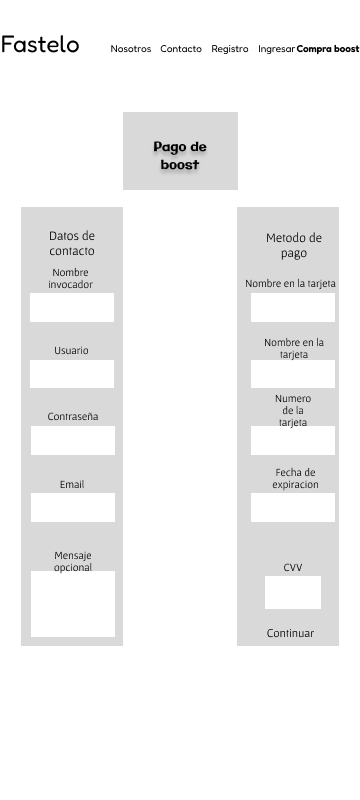 Fastelo
Nosotros Contacto Registro Ingresar Compra boost
Pago de
boost
Datos de
contacto
Nombre
invocador
Usuario
Contraseña
Email
Mensaje
opcional
Metodo de
pago
Nombre en la tarjeta
Nombre en la
tarjeta
Numero
de la
tarjeta
Fecha de
expiracion
CVV
Continuar